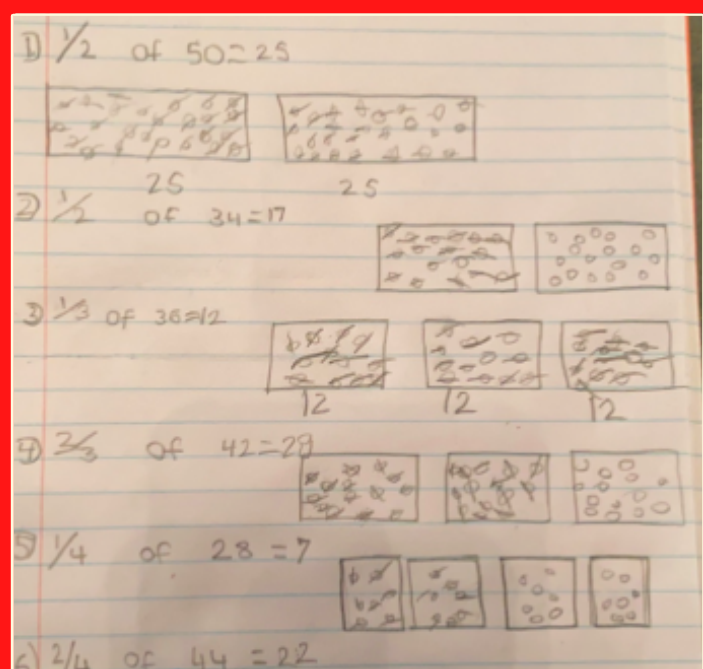 1) 1/2 of 50=25
25 25
2) 1/2 of 34=17
3) 1/3 of 36=12
12 12 12
4) 2/3 of 42=28
5) 1/4 of 28=7
6) 2/4 of 44=22